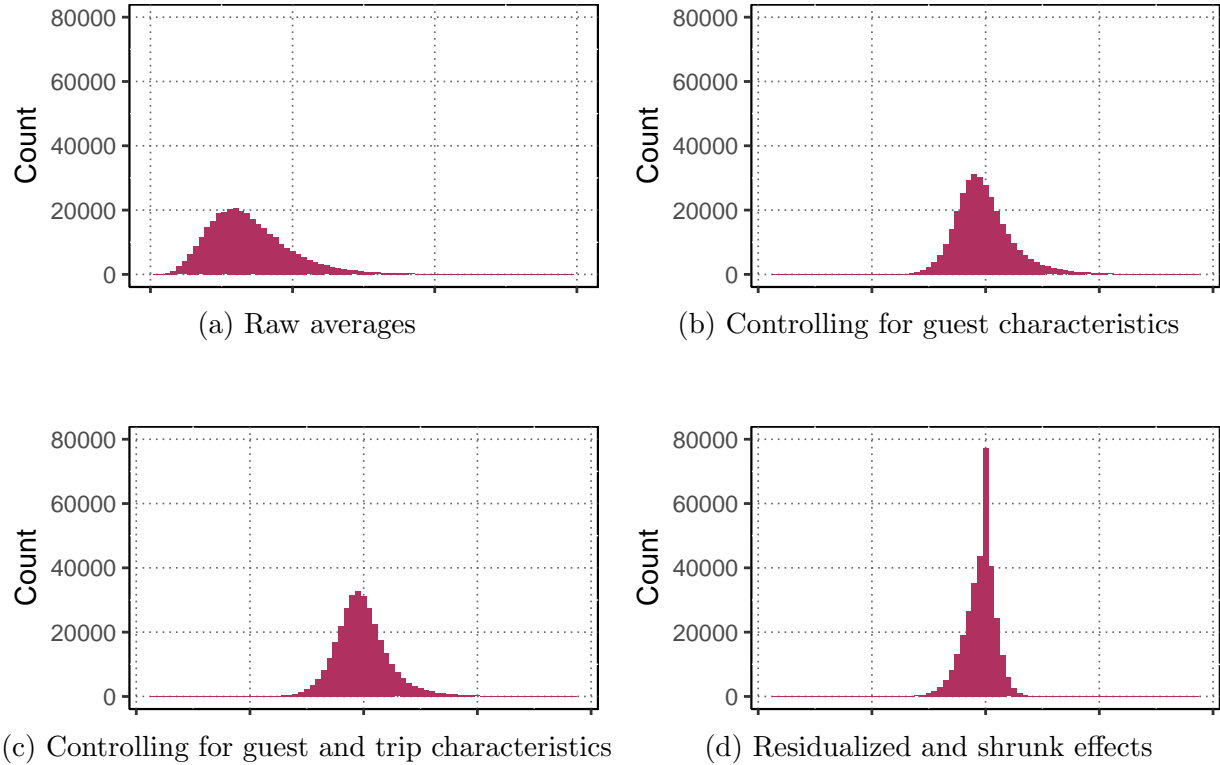 80000
60000
40000
20000
0
Count
(a) Raw averages
80000
60000
40000
20000
0
Count
(b) Controlling for guest characteristics
80000
60000
40000
20000
0
Count
(c) Controlling for guest and trip characteristics
80000
60000
40000
20000
0
Count
(d) Residualized and shrunk effects